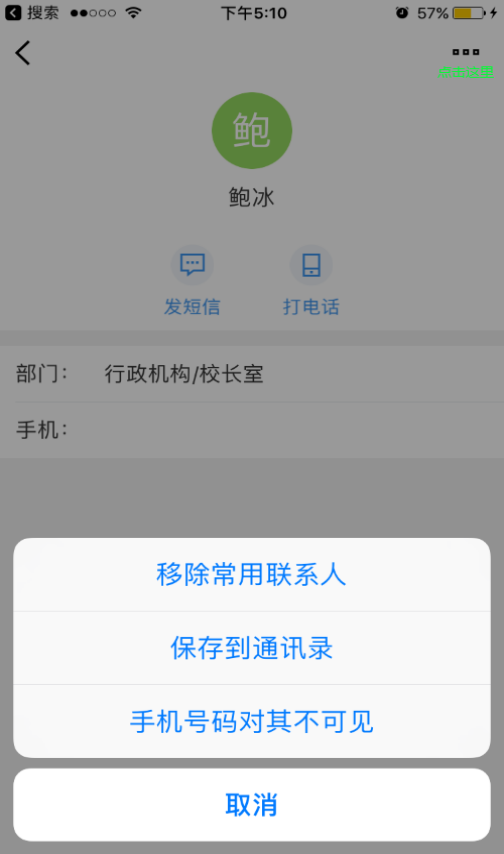 搜索 下午5:10 57%
鲍
鲍冰
发短信 打电话
部门: 行政机构/校长室
手机:
移除常用联系人
保存到通讯录
手机号码对其不可见
取消